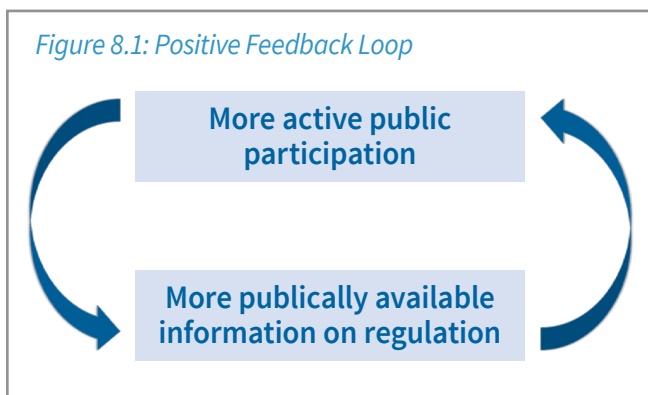 Figure 8.1: Positive Feedback Loop
More active public
participation
More publically available
information on regulation